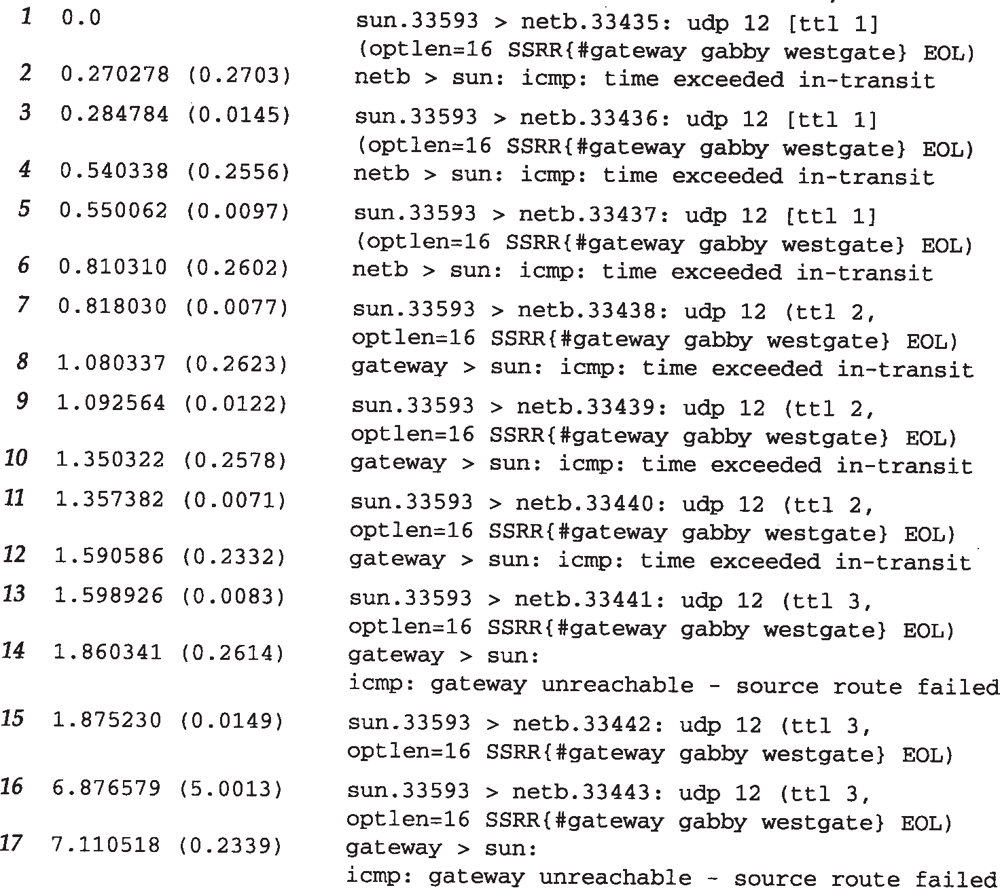 1 0.0 sun.33593 > netb.33435: udp 12 [ttl 1]
(optlen=16 SSRR{#gateway gabby westgate} EOL)
2 0.270278 (0.2703) netb > sun: icmp: time exceeded in-transit
3 0.284784 (0.0145) sun.33593 > netb.33436: udp 12 [ttl 1]
(optlen=16 SSRR{#gateway gabby westgate} EOL)
4 0.540338 (0.2556) netb > sun: icmp: time exceeded in-transit
5 0.550062 (0.0097) sun.33593 > netb.33437: udp 12 [ttl 1]
(optlen=16 SSRR{#gateway gabby westgate} EOL)
6 0.810310 (0.2602) netb > sun: icmp: time exceeded in-transit
7 0.818030 (0.0077) sun.33593 > netb.33438: udp 12 (ttl 2,
optlen=16 SSRR{#gateway gabby westgate} EOL)
8 1.080337 (0.2623) gateway > sun: icmp: time exceeded in-transit
9 1.092564 (0.0122) sun.33593 > netb.33439: udp 12 (ttl 2,
optlen=16 SSRR{#gateway gabby westgate} EOL)
10 1.350322 (0.2578) gateway > sun: icmp: time exceeded in-transit
11 1.357382 (0.0071) sun.33593 > netb.33440: udp 12 (ttl 2,
optlen=16 SSRR{#gateway gabby westgate} EOL)
12 1.590586 (0.2332) gateway > sun: icmp: time exceeded in-transit
13 1.598926 (0.0083) sun.33593 > netb.33441: udp 12 (ttl 3,
optlen=16 SSRR{#gateway gabby westgate} EOL)
14 1.860341 (0.2614) gateway > sun:
icmp: gateway unreachable - source route failed
15 1.875230 (0.0149) sun.33593 > netb.33442: udp 12 (ttl 3,
optlen=16 SSRR{#gateway gabby westgate} EOL)
16 6.876579 (5.0013) sun.33593 > netb.33443: udp 12 (ttl 3,
optlen=16 SSRR{#gateway gabby westgate} EOL)
17 7.110518 (0.2339) gateway > sun:
icmp: gateway unreachable - source route failed